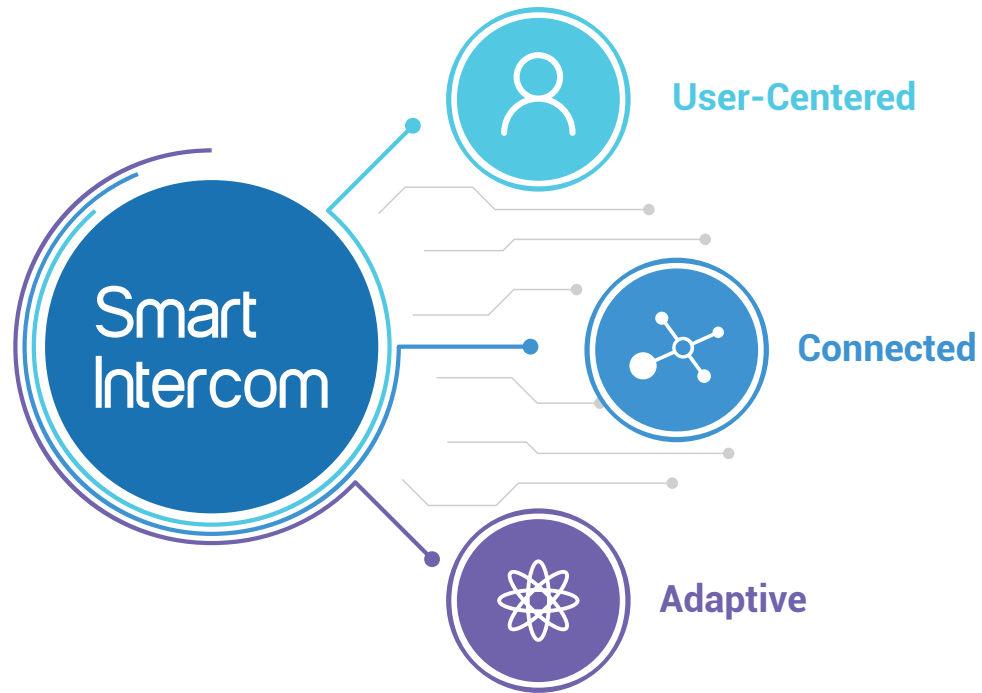 User-Centered
Smart
Intercom
Connected
Adaptive